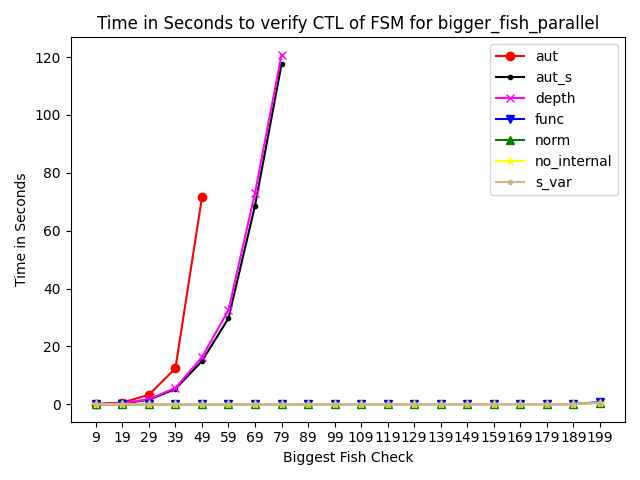 Time in Seconds to verify CTL of FSM for bigger_fish_parallel
120
100
80
60
40
20
0
Time in Seconds
aut
aut_s
depth
func
norm
no_internal
s_var
9 19 29 39 49 59 69 79 89 99 109 119 129 139 149 159 169 179 189 199
Biggest Fish Check